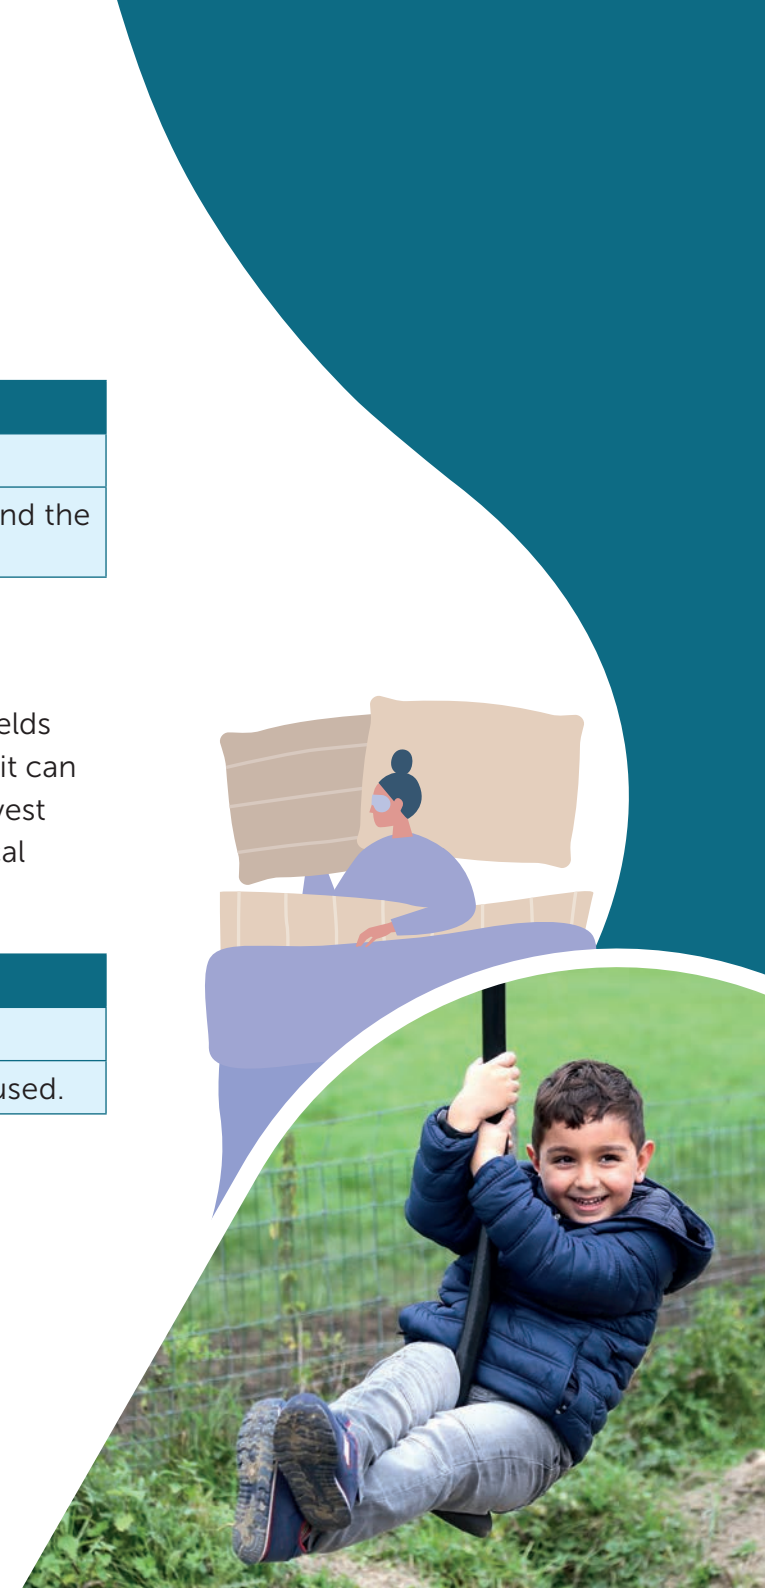 nd the
elds
it can
vest
al
used.